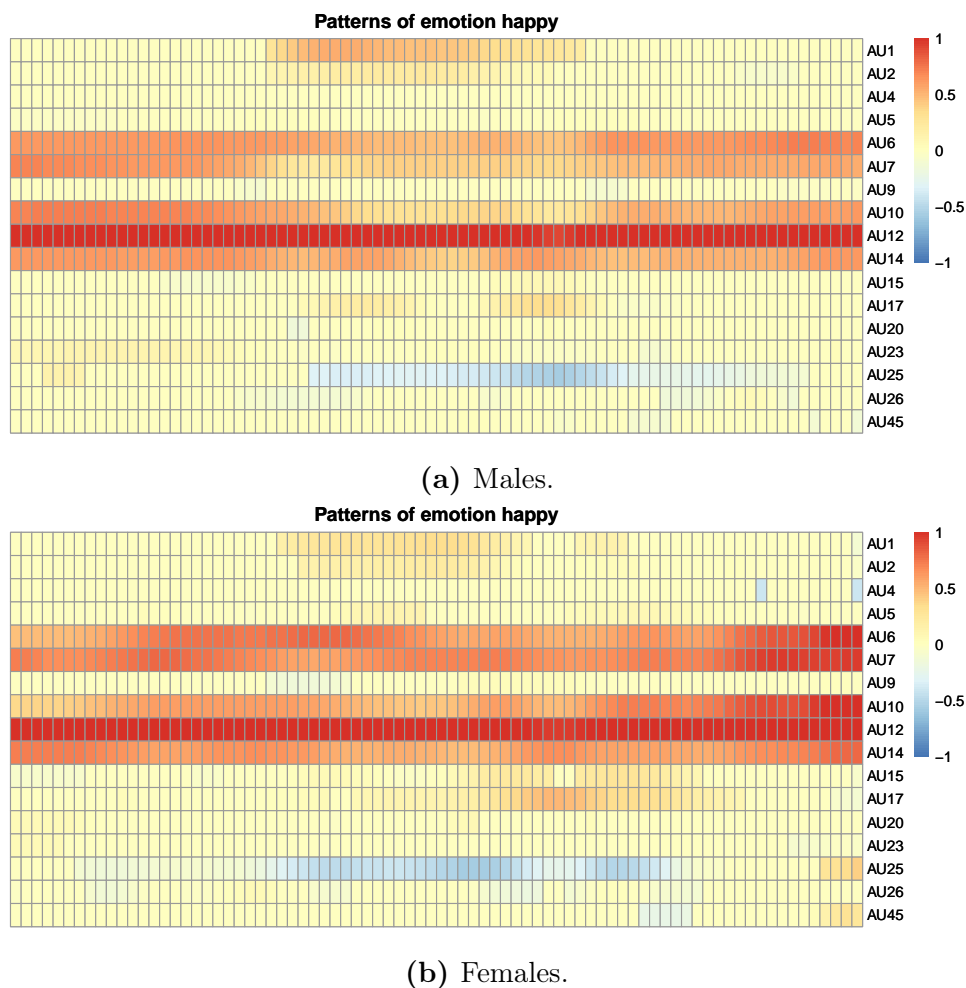 Patterns of emotion happy
AU1
AU2
AU4
AU5
AU6
AU7
AU9
AU10
AU12
AU14
AU15
AU17
AU20
AU23
AU25
AU26
AU45
1
0.5
0
−0.5
−1
(a) Males.
Patterns of emotion happy
AU1
AU2
AU4
AU5
AU6
AU7
AU9
AU10
AU12
AU14
AU15
AU17
AU20
AU23
AU25
AU26
AU45
1
0.5
0
−0.5
−1
(b) Females.